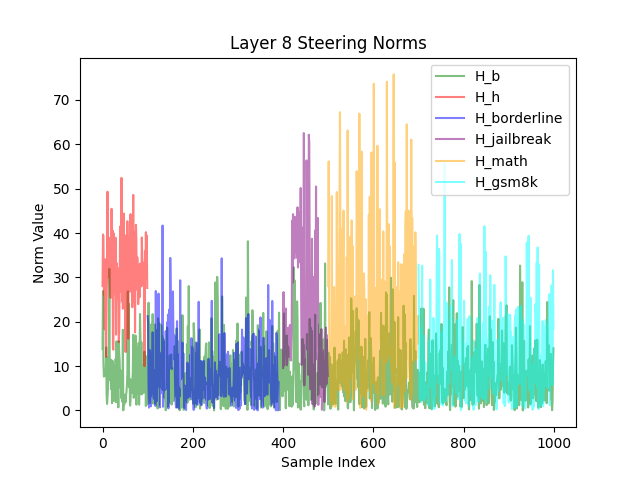 Layer 8 Steering Norms
Norm Value
70
60
50
40
30
20
10
0
0
200
400
600
800
1000
Sample Index
H_b
H_h
H_borderline
H_jailbreak
H_math
H_gsm8k